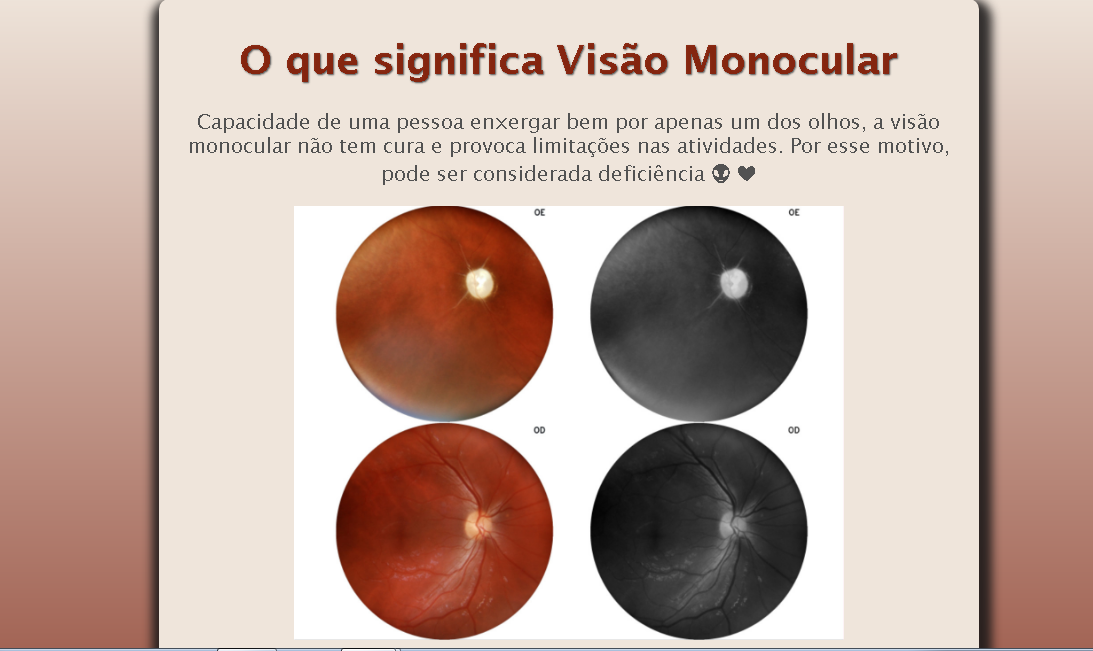 O que significa Visão Monocular
Capacidade de uma pessoa enxergar bem por apenas um dos olhos, a visão
monocular não tem cura e provoca limitações nas atividades. Por esse motivo,
pode ser considerada deficiência 👽 ♥
OE
OE
OD
OD